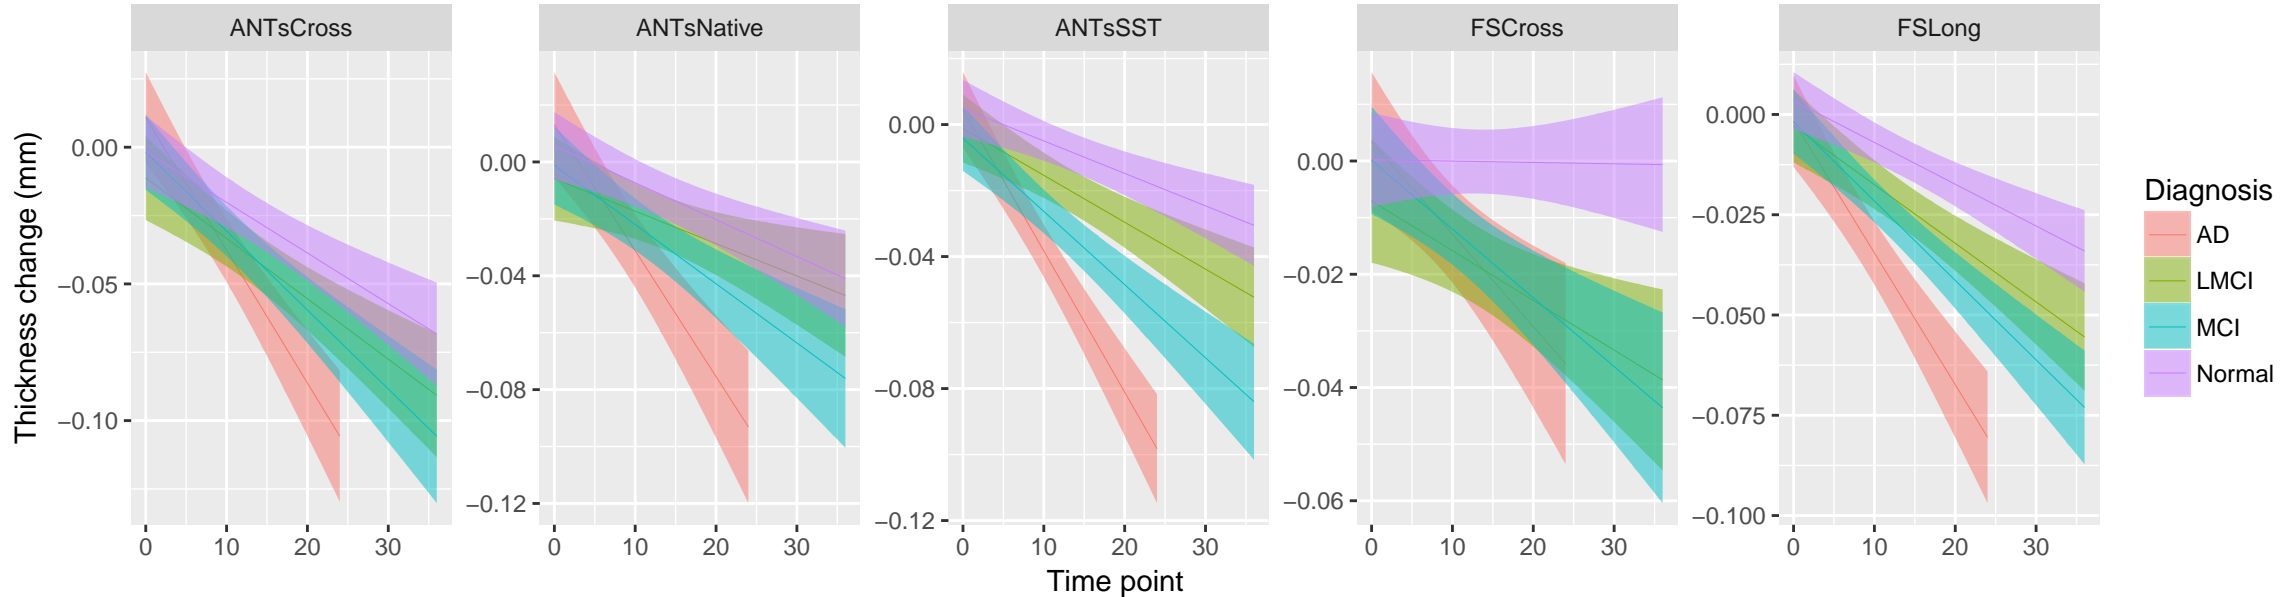 ANTsCross ANTsNative ANTsSST FSCross FSLong
Thickness change (mm)
0.00
−0.05
−0.10
0 10 20 30
0.00
−0.04
−0.08
−0.12
0 10 20 30
0.00
−0.04
−0.08
−0.12
0 10 20 30
0.00
−0.02
−0.04
−0.06
0 10 20 30
0.000
−0.025
−0.050
−0.075
−0.100
0 10 20 30
Time point
Diagnosis
AD
LMCI
MCI
Normal